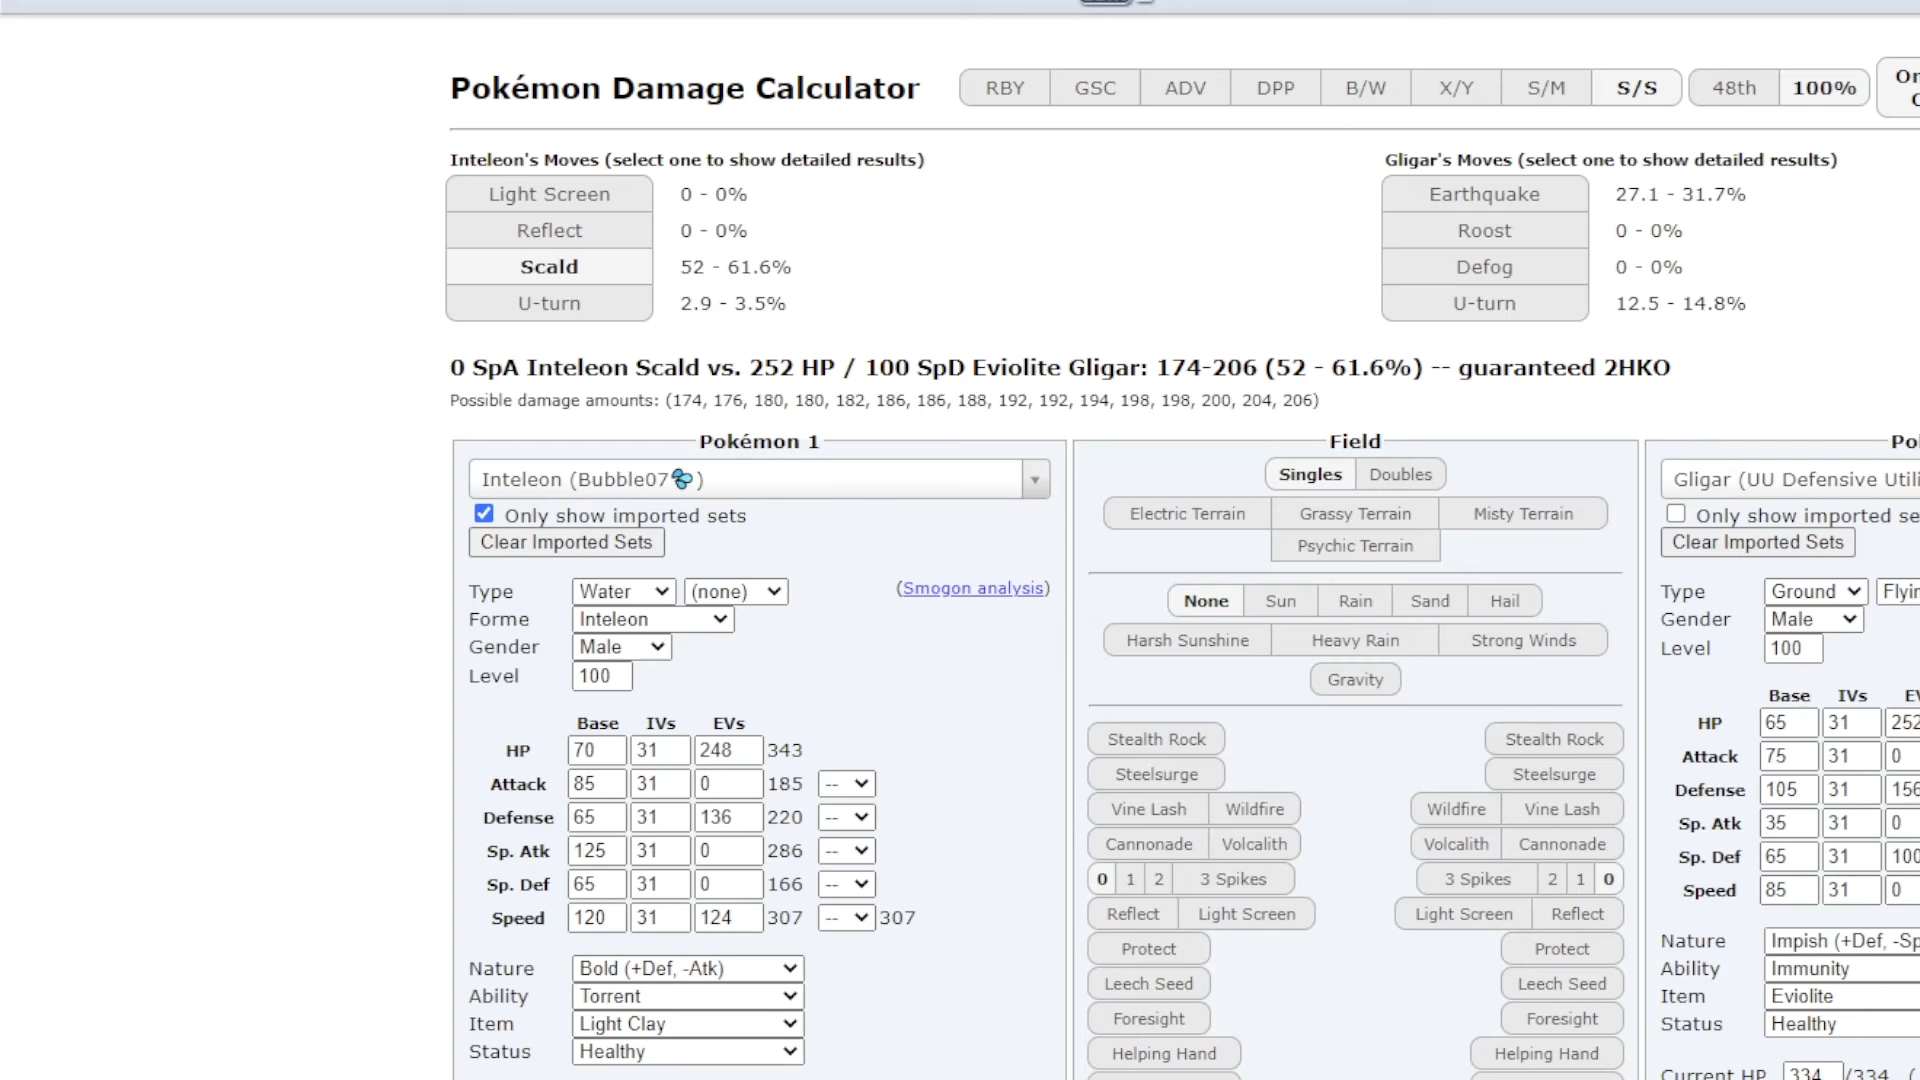 Pokémon Damage Calculator RBY GSC ADV DPP B/W X/Y S/M S/S 48th 100%
Inteleon's Moves (select one to show detailed results) Gligar's Moves (select one to show detailed results)
Light Screen 0 - 0% Earthquake 27.1 - 31.7%
Reflect 0 - 0% Roost 0 - 0%
Scald 52 - 61.6% Defog 0 - 0%
U-turn 2.9 - 3.5% U-turn 12.5 - 14.8%
0 SpA Inteleon Scald vs. 252 HP / 100 SpD Eviolite Gligar: 174-206 (52 - 61.6%) -- guaranteed 2HKO
Possible damage amounts: (174, 176, 180, 180, 182, 186, 186, 188, 192, 192, 194, 198, 198, 200, 204, 206)
Pokémon 1
Inteleon (Bubble07🫐)
Only show imported sets
Clear Imported Sets
Type Water (none) (Smogon analysis)
Forme Inteleon
Gender Male
Level 100
Base IVs EVs
HP 70 31 248 343
Attack 85 31 0 185 --
Defense 65 31 136 220 --
Sp. Atk 125 31 0 286 --
Sp. Def 65 31 0 166 --
Speed 120 31 124 307 -- 307
Nature Bold (+Def, -Atk)
Ability Torrent
Item Light Clay
Status Healthy
Field
Singles Doubles
Electric Terrain Grassy Terrain Misty Terrain
Psychic Terrain
None Sun Rain Sand Hail
Harsh Sunshine Heavy Rain Strong Winds
Gravity
Stealth Rock Stealth Rock
Steelsurge Steelsurge
Vine Lash Wildfire Wildfire Vine Lash
Cannonade Volcalith Volcalith Cannonade
0 1 2 3 Spikes 3 Spikes 2 1 0
Reflect Light Screen Light Screen Reflect
Protect Protect
Leech Seed Leech Seed
Foresight Foresight
Helping Hand Helping Hand
Gligar (UU Defensive Utili
Only show imported se
Clear Imported Sets
Type Ground Flyin
Gender Male
Level 100
Base IVs EV
HP 65 31 252
Attack 75 31 0
Defense 105 31 156
Sp. Atk 35 31 0
Sp. Def 65 31 100
Speed 85 31 0
Nature Impish (+Def, -Sp
Ability Immunity
Item Eviolite
Status Healthy
Current HP 334 /334 (